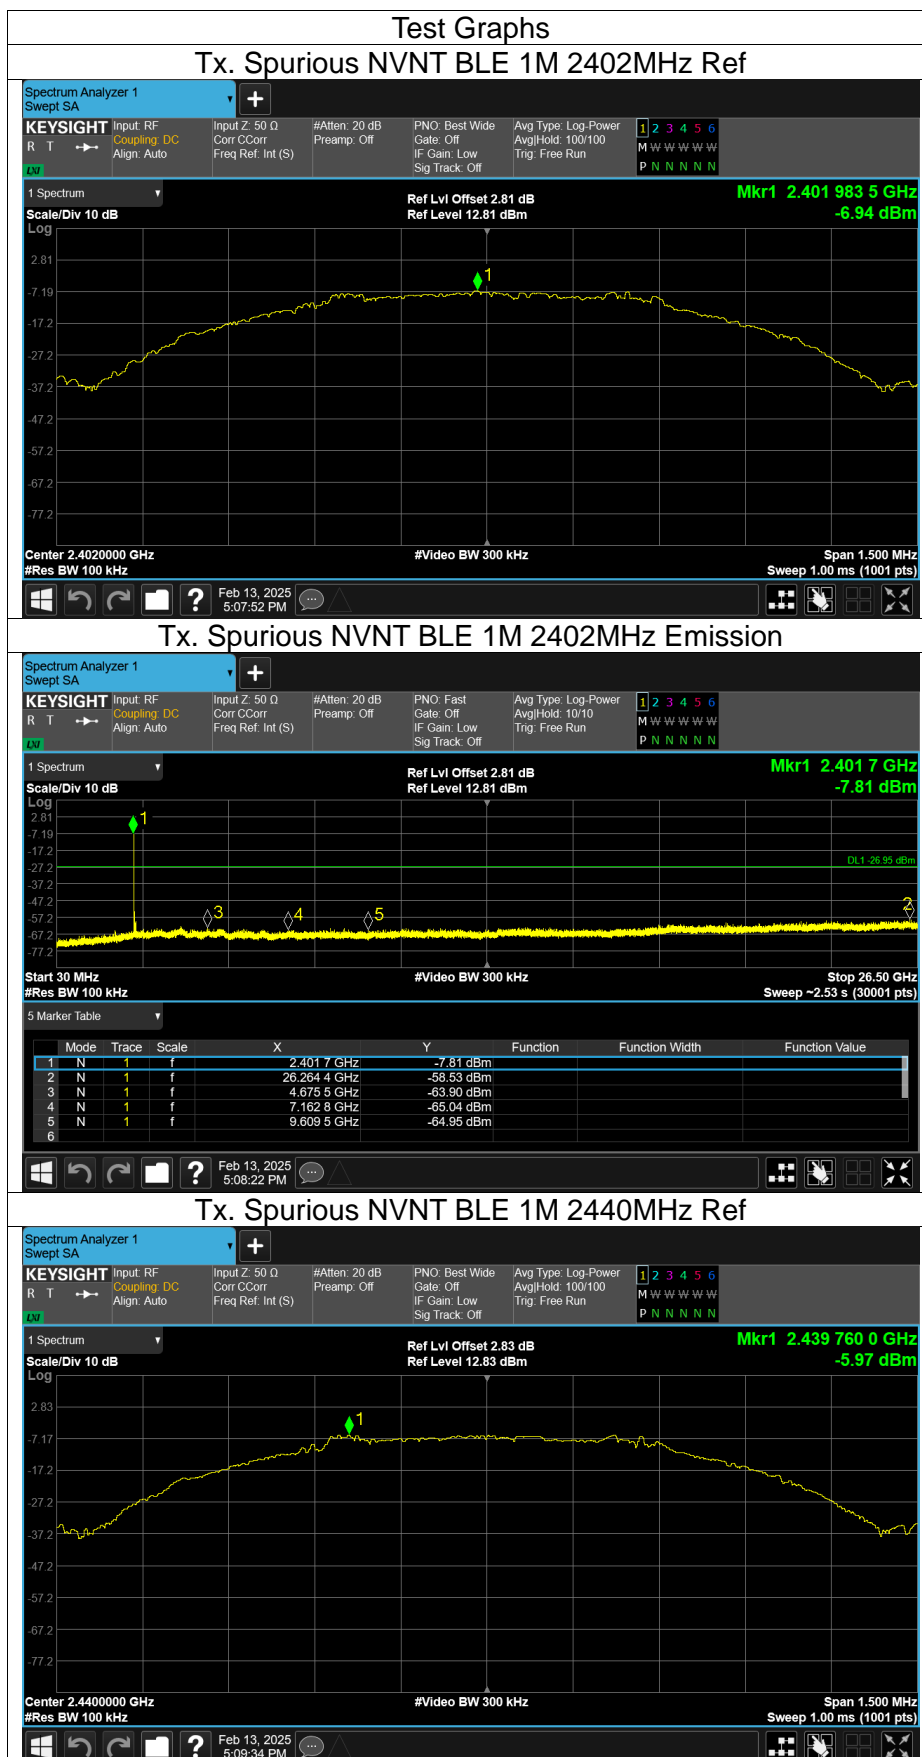 Test Graphs
Tx. Spurious NVNT BLE 1M 2402MHz Ref
Spectrum Analyzer 1
Swept SA
KEYSIGHT Input: RF Input Z: 50 Ω #Atten: 20 dB PNO: Best Wide Avg Type: Log-Power 1 2 3 4 5 6
R T Coupling: DC Corr CCorr Preamp: Off Gate: Off Avg|Hold: 100/100 M W W W W W
Align: Auto Freq Ref: Int (S) IF Gain: Low Trig: Free Run
LXI Sig Track: Off P N N N N N
1 Spectrum Ref Lvl Offset 2.81 dB Mkr1 2.401 983 5 GHz
Scale/Div 10 dB Ref Level 12.81 dBm -6.94 dBm
Log
1
2.81
-7.19
-17.2
-27.2
-37.2
-47.2
-57.2
-67.2
-77.2
Center 2.4020000 GHz #Video BW 300 kHz Span 1.500 MHz
#Res BW 100 kHz Sweep 1.00 ms (1001 pts)
? Feb 13, 2025
5:07:52 PM
Tx. Spurious NVNT BLE 1M 2402MHz Emission
Spectrum Analyzer 1
Swept SA
KEYSIGHT Input: RF Input Z: 50 Ω #Atten: 20 dB PNO: Fast Avg Type: Log-Power 1 2 3 4 5 6
R T Coupling: DC Corr CCorr Preamp: Off Gate: Off Avg|Hold: 10/10 M W W W W W
Align: Auto Freq Ref: Int (S) IF Gain: Low Trig: Free Run
LXI Sig Track: Off P N N N N N
1 Spectrum Ref Lvl Offset 2.81 dB Mkr1 2.401 7 GHz
Scale/Div 10 dB Ref Level 12.81 dBm -7.81 dBm
Log
2.81 1
-7.19
-17.2
-27.2 DL1 -26.95 dBm
-37.2
-47.2
-57.2 3 4 5 2
-67.2
-77.2
Start 30 MHz #Video BW 300 kHz Stop 26.50 GHz
#Res BW 100 kHz Sweep ~2.53 s (30001 pts)
5 Marker Table
Mode Trace Scale X Y Function Function Width Function Value
1 N 1 f 2.401 7 GHz -7.81 dBm
2 N 1 f 26.264 4 GHz -58.53 dBm
3 N 1 f 4.675 5 GHz -63.90 dBm
4 N 1 f 7.162 8 GHz -65.04 dBm
5 N 1 f 9.609 5 GHz -64.95 dBm
6
? Feb 13, 2025
5:08:22 PM
Tx. Spurious NVNT BLE 1M 2440MHz Ref
Spectrum Analyzer 1
Swept SA
KEYSIGHT Input: RF Input Z: 50 Ω #Atten: 20 dB PNO: Best Wide Avg Type: Log-Power 1 2 3 4 5 6
R T Coupling: DC Corr CCorr Preamp: Off Gate: Off Avg|Hold: 100/100 M W W W W W
Align: Auto Freq Ref: Int (S) IF Gain: Low Trig: Free Run
LXI Sig Track: Off P N N N N N
1 Spectrum Ref Lvl Offset 2.83 dB Mkr1 2.439 760 0 GHz
Scale/Div 10 dB Ref Level 12.83 dBm -5.97 dBm
Log
2.83
1
-7.17
-17.2
-27.2
-37.2
-47.2
-57.2
-67.2
-77.2
Center 2.4400000 GHz #Video BW 300 kHz Span 1.500 MHz
#Res BW 100 kHz Sweep 1.00 ms (1001 pts)
? Feb 13, 2025
5:09:34 PM